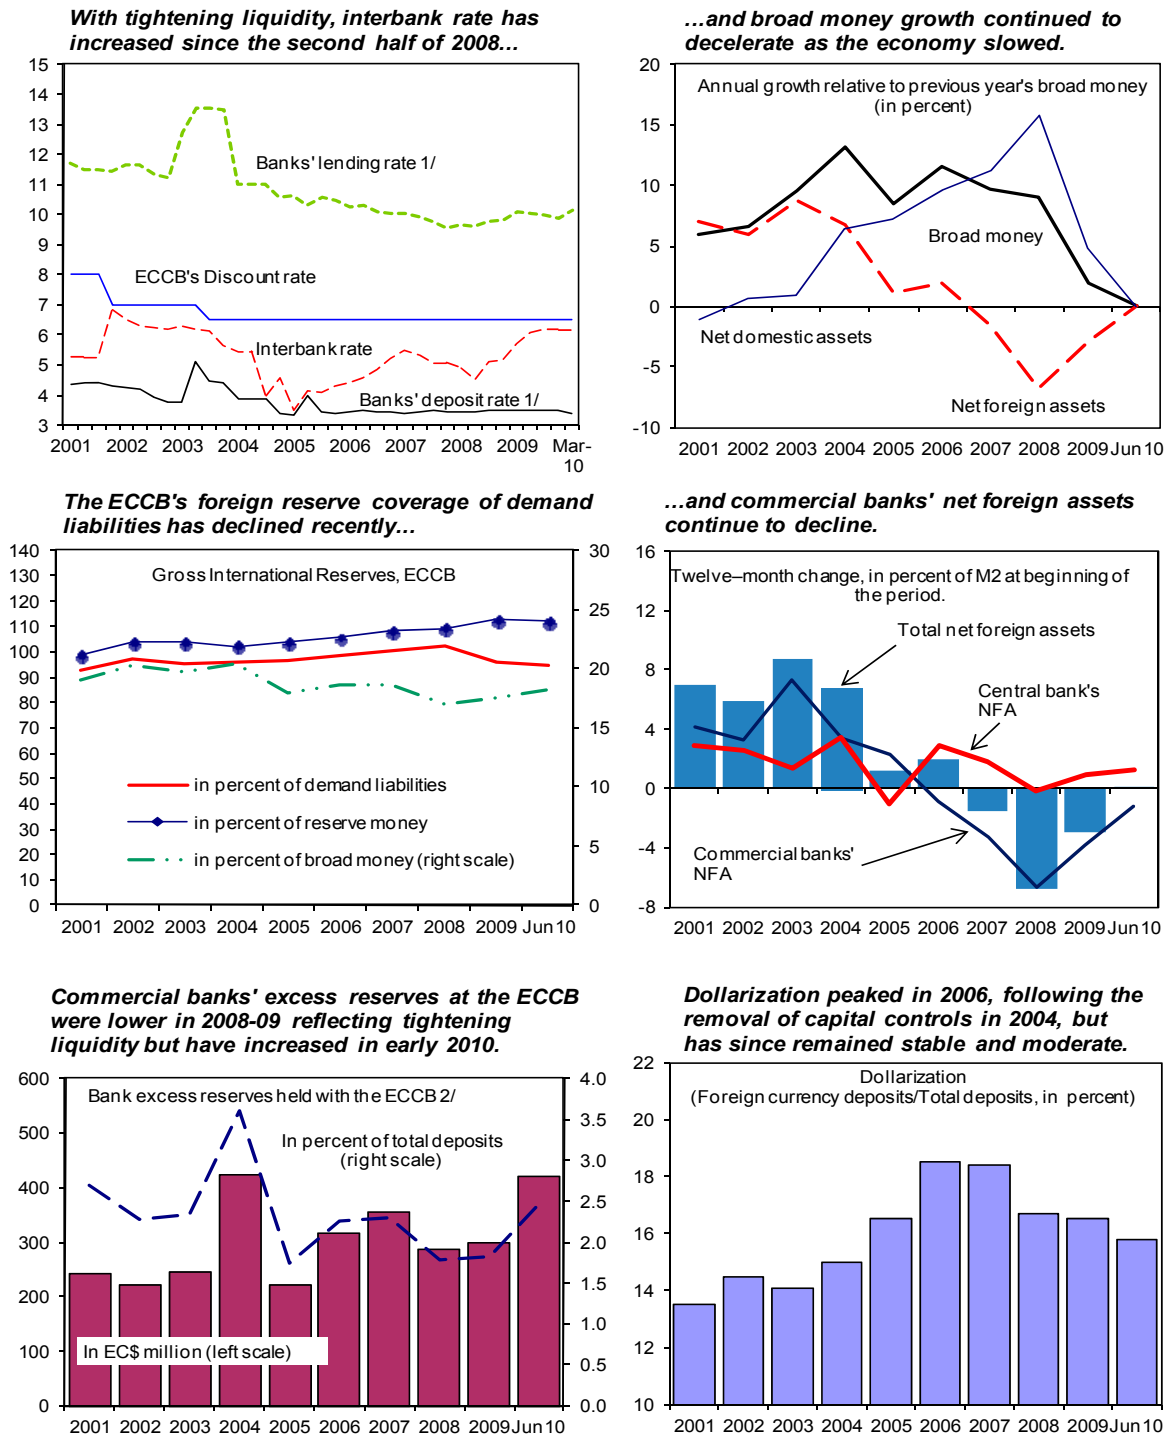 With tightening liquidity, interbank rate has
increased since the second half of 2008...
15
14
13
12
11
10
9
8
7
6
5
4
3
Banks' lending rate 1/
ECCB's Discount rate
Interbank rate
Banks' deposit rate 1/
2001 2002 2003 2004 2005 2006 2007 2008 2009 Mar-
10
...and broad money growth continued to
decelerate as the economy slowed.
20
15
10
5
0
-5
-10
Annual growth relative to previous year's broad money
(in percent)
Broad money
Net domestic assets
Net foreign assets
2001 2002 2003 2004 2005 2006 2007 2008 2009 Jun 10
The ECCB's foreign reserve coverage of demand
liabilities has declined recently...
140
130
120
110
100
90
80
70
60
50
40
30
20
10
0
Gross International Reserves, ECCB
in percent of demand liabilities
in percent of reserve money
in percent of broad money (right scale)
30
25
20
15
10
5
0
2001 2002 2003 2004 2005 2006 2007 2008 2009 Jun 10
...and commercial banks' net foreign assets
continue to decline.
16
12
8
4
0
-4
-8
Twelve–month change, in percent of M2 at beginning of
the period.
Total net foreign assets
Central bank's
NFA
Commercial banks'
NFA
2001 2002 2003 2004 2005 2006 2007 2008 2009 Jun 10
Commercial banks' excess reserves at the ECCB
were lower in 2008-09 reflecting tightening
liquidity but have increased in early 2010.
600
500
400
300
200
100
0
Bank excess reserves held with the ECCB 2/
In percent of total deposits
(right scale)
In EC$ million (left scale)
4.0
3.5
3.0
2.5
2.0
1.5
1.0
0.5
0.0
2001 2002 2003 2004 2005 2006 2007 2008 2009 Jun 10
Dollarization peaked in 2006, following the
removal of capital controls in 2004, but
has since remained stable and moderate.
22
20
18
16
14
12
10
Dollarization
(Foreign currency deposits/Total deposits, in percent)
2001 2002 2003 2004 2005 2006 2007 2008 2009 Jun 10